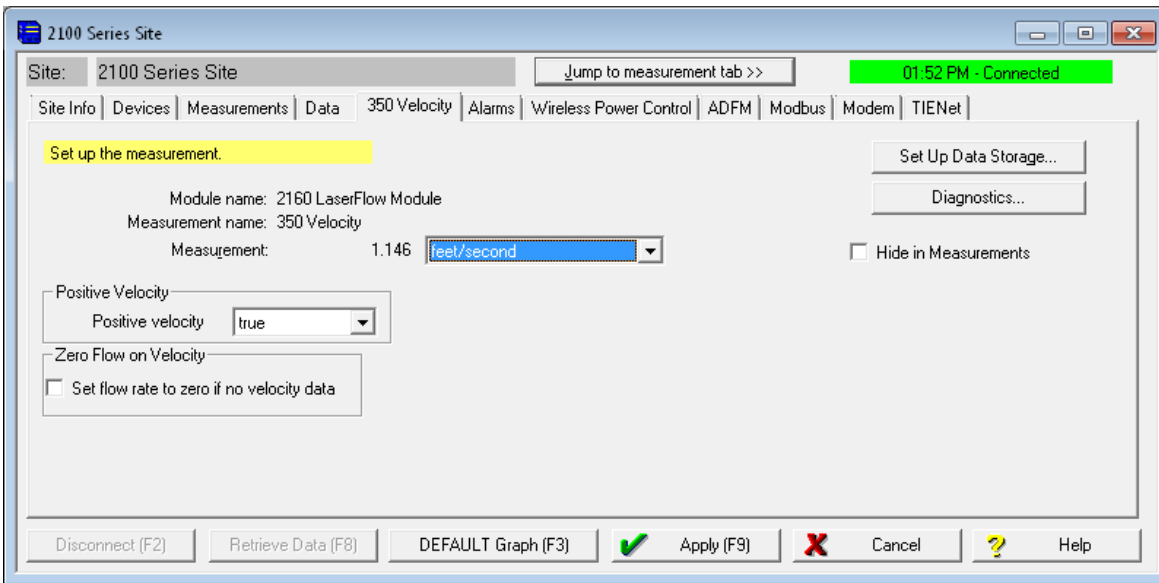 2100 Series Site
Site: 2100 Series Site Jump to measurement tab >> 01:52 PM - Connected
Site Info Devices Measurements Data 350 Velocity Alarms Wireless Power Control ADFM Modbus Modem TIENet
Set up the measurement. Set Up Data Storage...
Module name: 2160 LaserFlow Module Diagnostics...
Measurement name: 350 Velocity
Measurement: 1.146 feet/second Hide in Measurements
Positive Velocity
Positive velocity true
Zero Flow on Velocity
Set flow rate to zero if no velocity data
Disconnect (F2) Retrieve Data (F8) DEFAULT Graph (F3) Apply (F9) Cancel Help